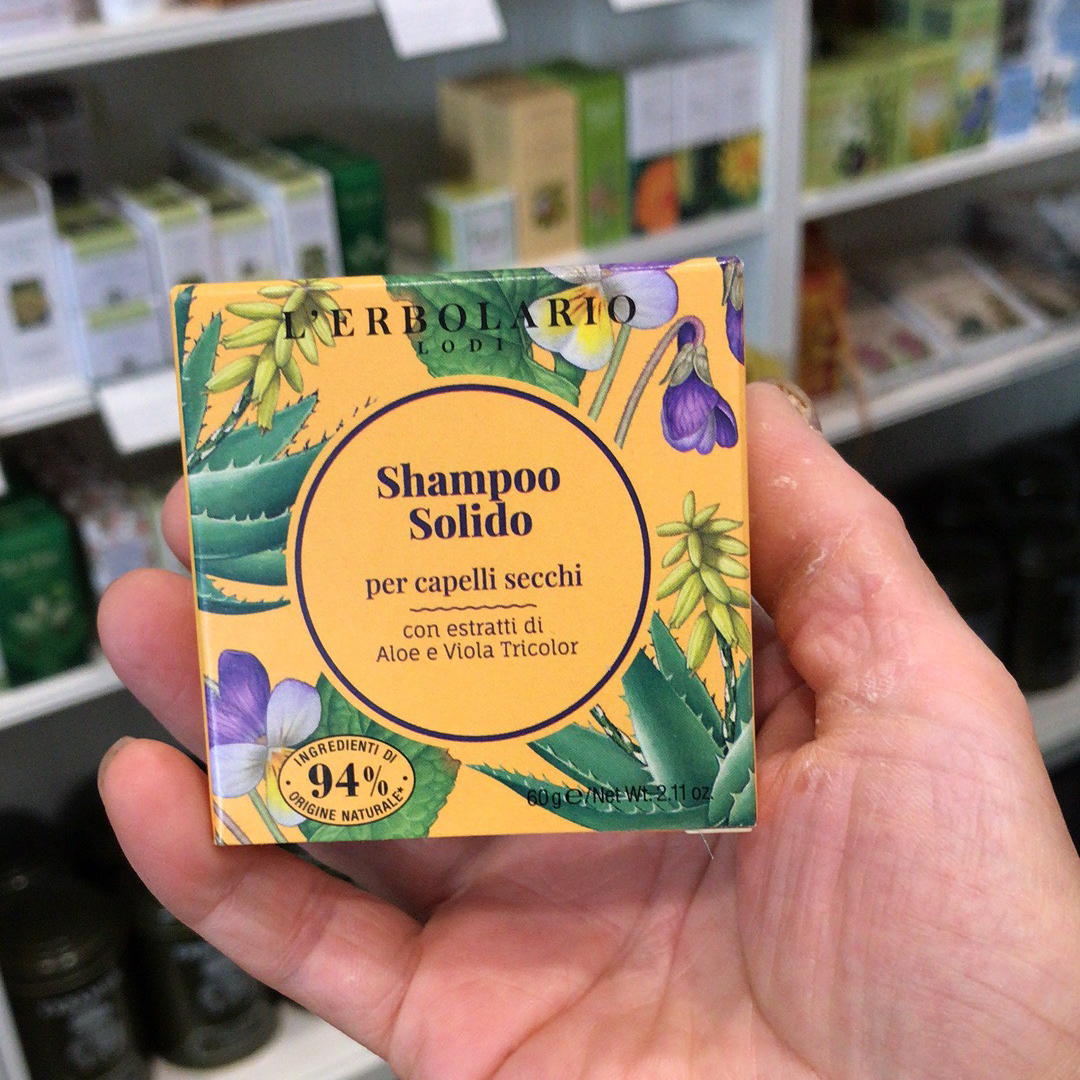 L'ERBOLARIO
LODI
Shampoo
Solido
per capelli secchi
con estratti di
Aloe e Viola Tricolor
INGREDIENTI DI
94%
ORIGINE NATURALE*
60 g ℮/Net Wt. 2.11 oz.